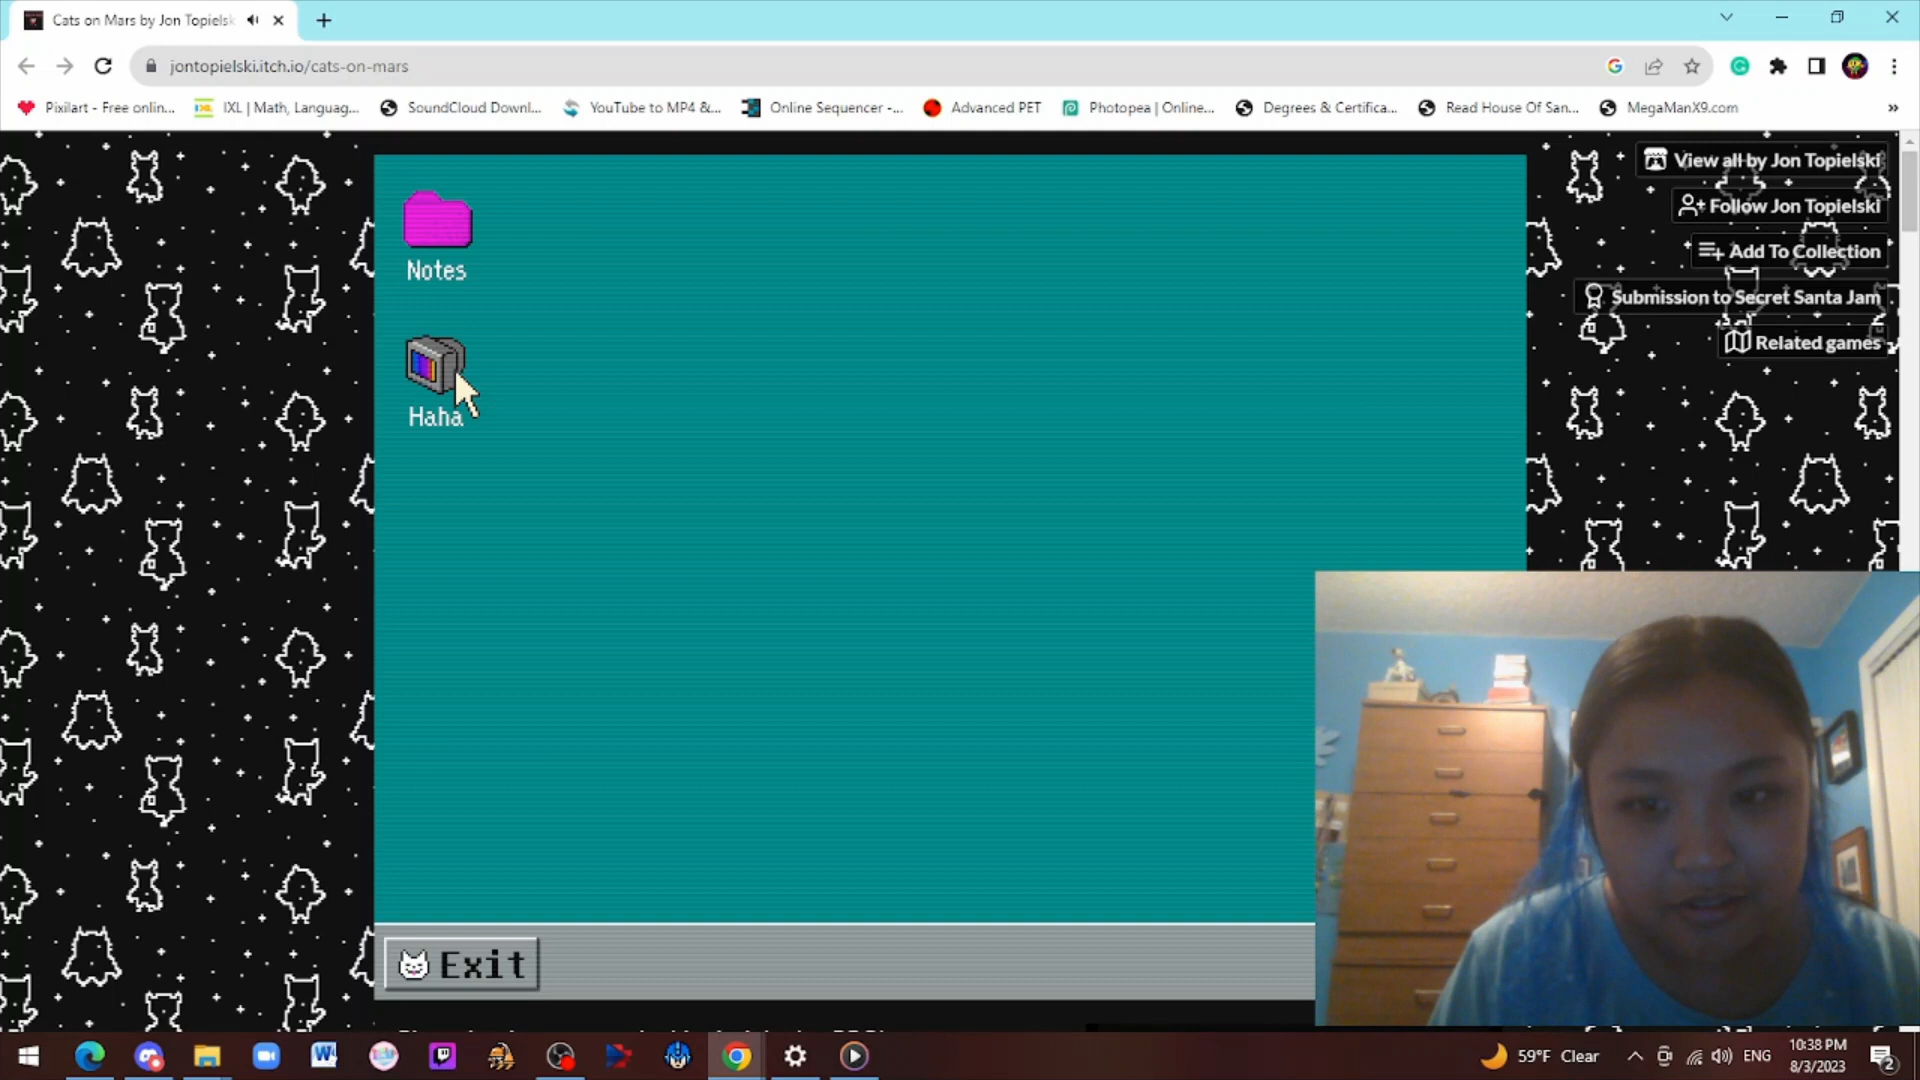 Cats on Mars by Jon Topielsk
jontopielski.itch.io/cats-on-mars
Pixilart - Free onlin...
IXL | Math, Languag...
SoundCloud Downl...
YouTube to MP4 &...
Online Sequencer -...
Advanced PET
Photopea | Online...
Degrees & Certifica...
Read House Of San...
MegaManX9.com
View all by Jon Topielski
Follow Jon Topielski
Add To Collection
Submission to Secret Santa Jam
Related games
Notes
Haha
Exit
59°F Clear
ENG
10:38 PM
8/3/2023
2